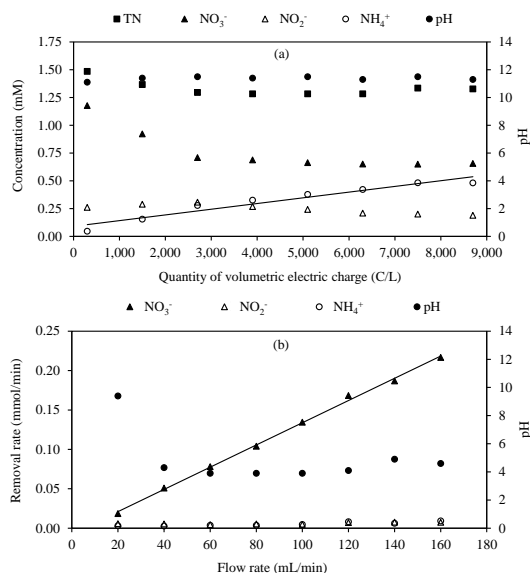 TN NO₃⁻ NO₂⁻ NH₄⁺ pH
(a)
1.75 14
1.50 12
1.25 10
1.00 8
0.75 6
0.50 4
0.25 2
0.00 0
Concentration (mM)
pH
0 1,000 2,000 3,000 4,000 5,000 6,000 7,000 8,000 9,000
Quantity of volumetric electric charge (C/L)
NO₃⁻ NO₂⁻ NH₄⁺ pH
(b)
0.25 14
12
0.20
10
0.15 8
6
0.10
4
0.05
2
0.00 0
Removal rate (mmol/min)
pH
0 20 40 60 80 100 120 140 160 180
Flow rate (mL/min)